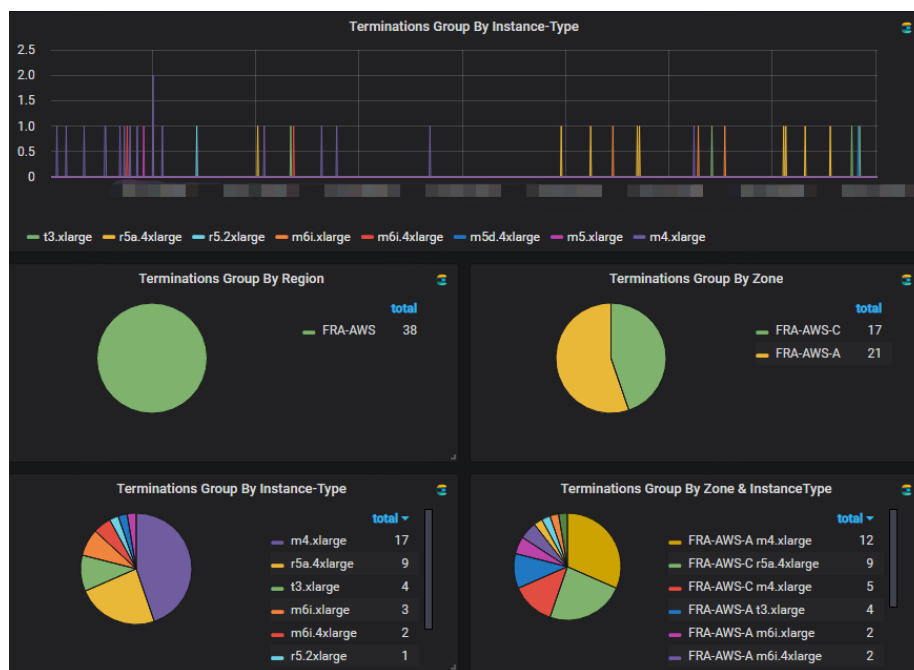 Terminations Group By Instance-Type
2.5
2.0
1.5
1.0
0.5
0
t3.xlarge r5a.4xlarge r5.2xlarge m6i.xlarge m6i.4xlarge m5d.4xlarge m5.xlarge m4.xlarge
Terminations Group By Region
total
FRA-AWS 38
Terminations Group By Zone
total
FRA-AWS-C 17
FRA-AWS-A 21
Terminations Group By Instance-Type
total
m4.xlarge 17
r5a.4xlarge 9
t3.xlarge 4
m6i.xlarge 3
m6i.4xlarge 2
r5.2xlarge 1
Terminations Group By Zone & InstanceType
total
FRA-AWS-A m4.xlarge 12
FRA-AWS-C r5a.4xlarge 9
FRA-AWS-C m4.xlarge 5
FRA-AWS-A t3.xlarge 4
FRA-AWS-A m6i.xlarge 2
FRA-AWS-A m6i.4xlarge 2